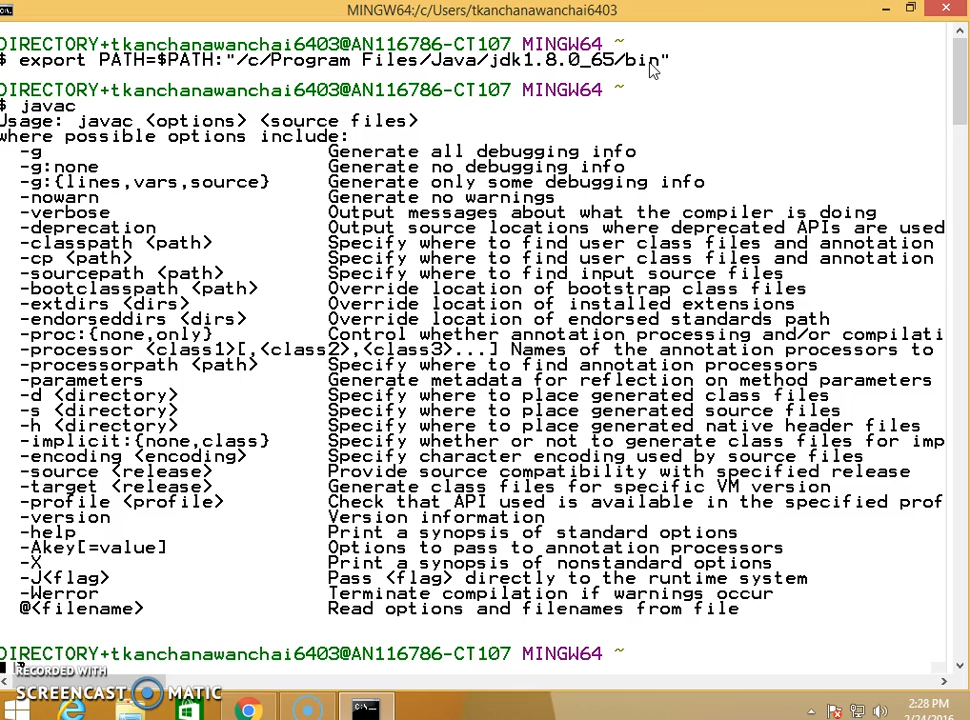 MINGW64:/c/Users/tkanchanawanchai6403
DIRECTORY+tkanchanawanchai6403@AN116786-CT107 MINGW64 ~
$ export PATH=$PATH:"/c/Program Files/Java/jdk1.8.0_65/bin"
DIRECTORY+tkanchanawanchai6403@AN116786-CT107 MINGW64 ~
$ javac
Usage: javac <options> <source files>
where possible options include:
-g Generate all debugging info
-g:none Generate no debugging info
-g:{lines,vars,source} Generate only some debugging info
-nowarn Generate no warnings
-verbose Output messages about what the compiler is doing
-deprecation Output source locations where deprecated APIs are used
-classpath <path> Specify where to find user class files and annotation
-cp <path> Specify where to find user class files and annotation
-sourcepath <path> Specify where to find input source files
-bootclasspath <path> Override location of bootstrap class files
-extdirs <dirs> Override location of installed extensions
-endorseddirs <dirs> Override location of endorsed standards path
-proc:{none,only} Control whether annotation processing and/or compilati
-processor <class1>[,<class2>,<class3>...] Names of the annotation processors to
-processorpath <path> Specify where to find annotation processors
-parameters Generate metadata for reflection on method parameters
-d <directory> Specify where to place generated class files
-s <directory> Specify where to place generated source files
-h <directory> Specify where to place generated native header files
-implicit:{none,class} Specify whether or not to generate class files for imp
-encoding <encoding> Specify character encoding used by source files
-source <release> Provide source compatibility with specified release
-target <release> Generate class files for specific VM version
-profile <profile> Check that API used is available in the specified prof
-version Version information
-help Print a synopsis of standard options
-Akey[=value] Options to pass to annotation processors
-X Print a synopsis of nonstandard options
-J<flag> Pass <flag> directly to the runtime system
-Werror Terminate compilation if warnings occur
@<filename> Read options and filenames from file
DIRECTORY+tkanchanawanchai6403@AN116786-CT107 MINGW64 ~
RECORDED WITH
SCREENCAST MATIC
2:28 PM
2/24/2016